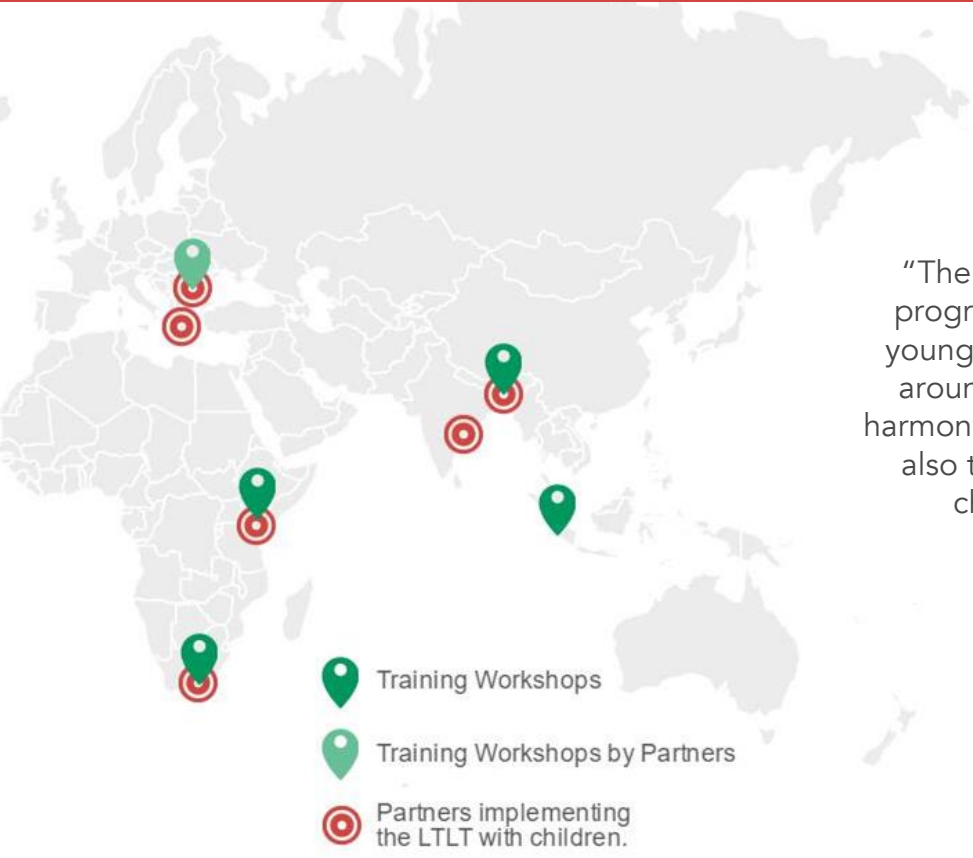 “The
progr
young
aroun
harmon
also t
cl
Training Workshops
Training Workshops by Partners
Partners implementing
the LTLT with children.